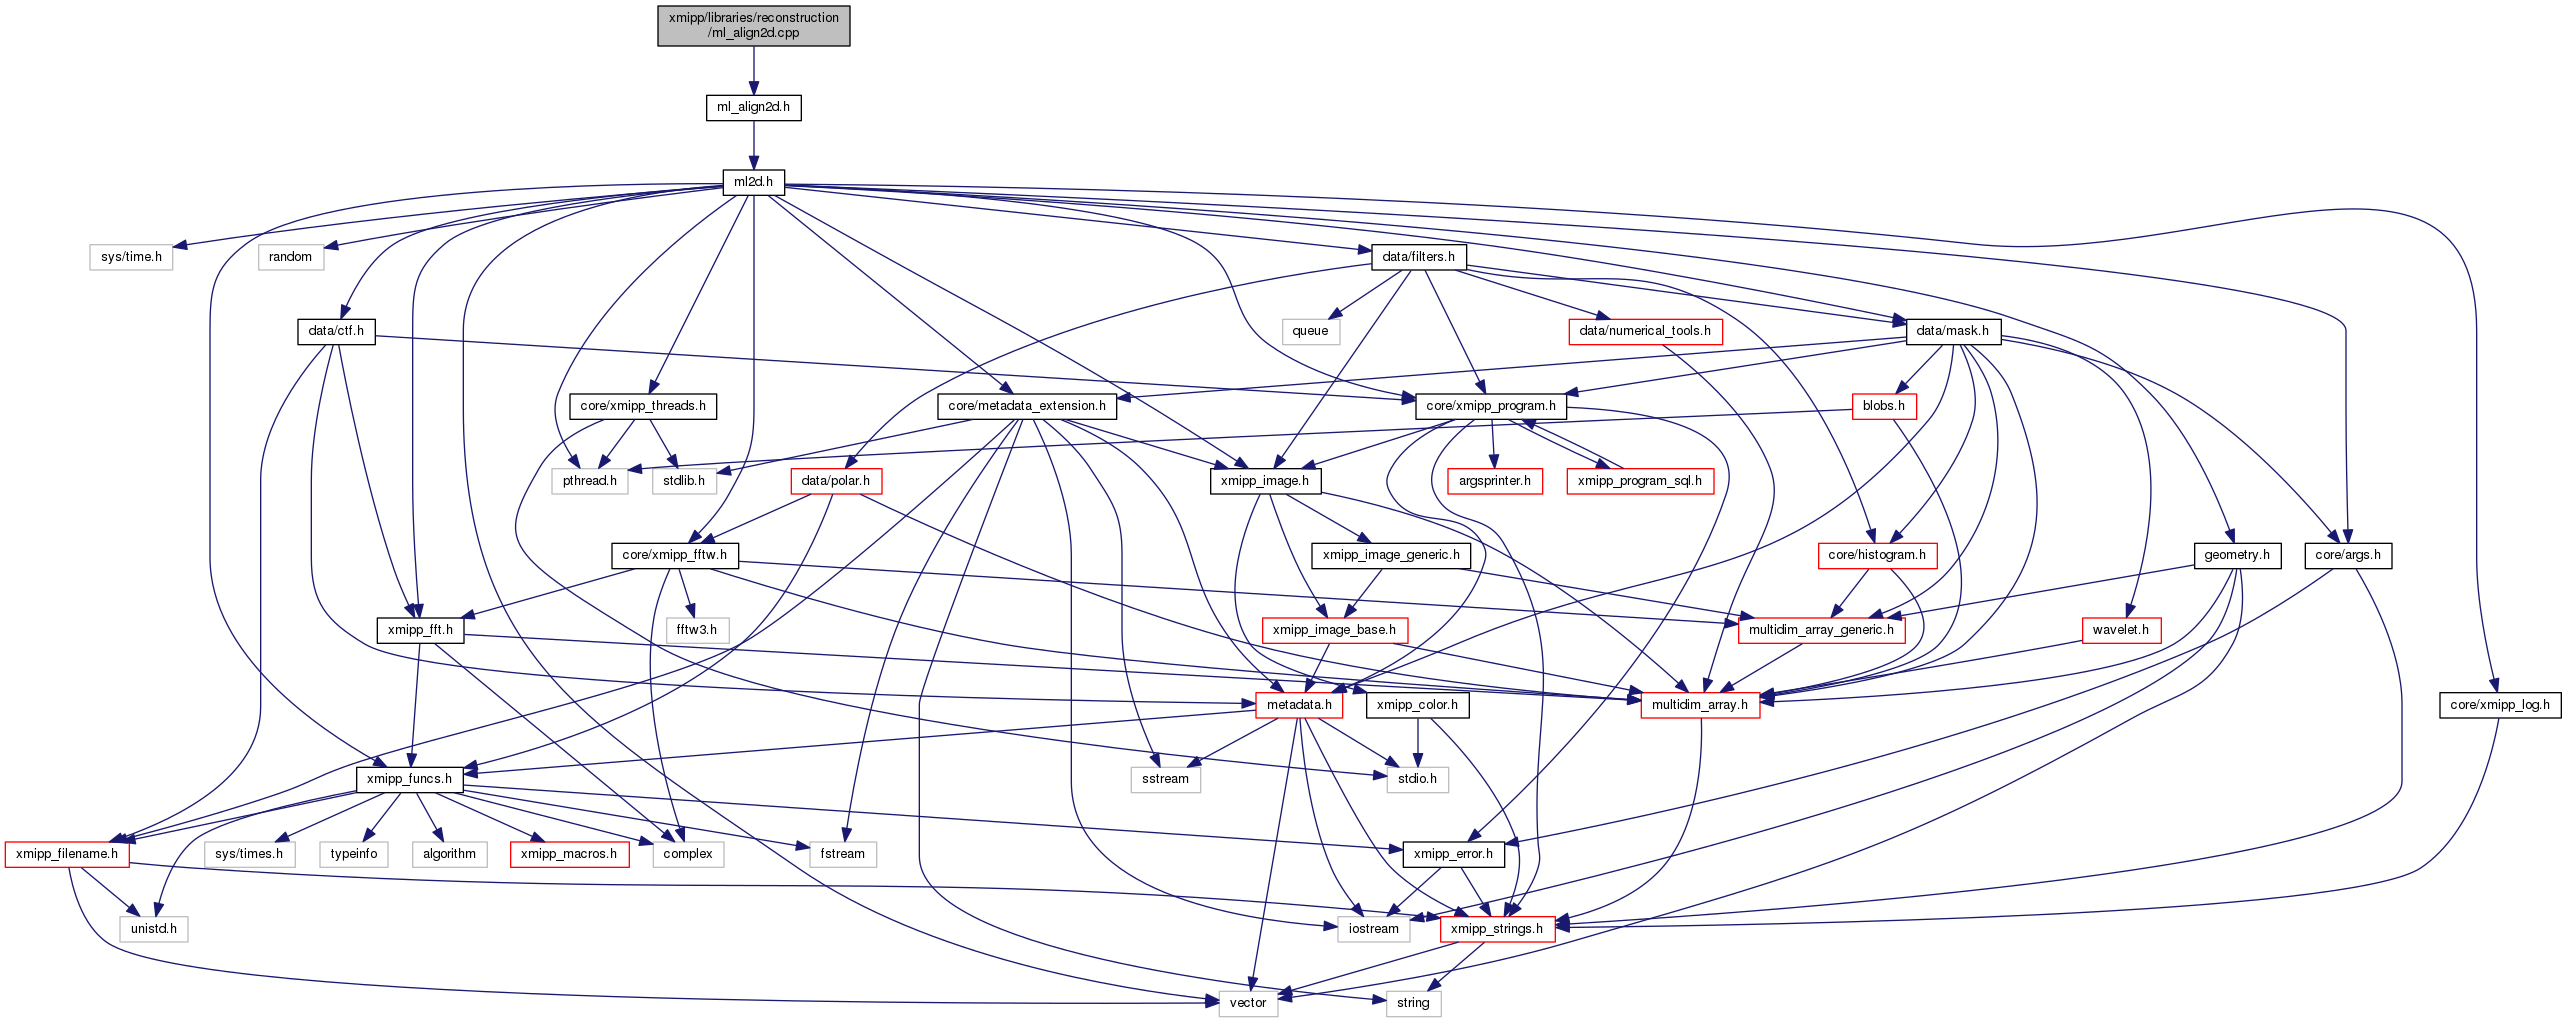 xmipp/libraries/reconstruction
/ml_align2d.cpp
ml_align2d.h
ml2d.h
sys/time.h
random
data/filters.h
data/ctf.h
queue
data/numerical_tools.h
data/mask.h
core/xmipp_threads.h
core/metadata_extension.h
core/xmipp_program.h
blobs.h
pthread.h
stdlib.h
data/polar.h
xmipp_image.h
argsprinter.h
xmipp_program_sql.h
core/xmipp_fftw.h
xmipp_image_generic.h
core/histogram.h
geometry.h
core/args.h
xmipp_fft.h
fftw3.h
xmipp_image_base.h
multidim_array_generic.h
wavelet.h
metadata.h
xmipp_color.h
multidim_array.h
core/xmipp_log.h
xmipp_funcs.h
sstream
stdio.h
xmipp_filename.h
sys/times.h
typeinfo
algorithm
xmipp_macros.h
complex
fstream
xmipp_error.h
unistd.h
iostream
xmipp_strings.h
vector
string